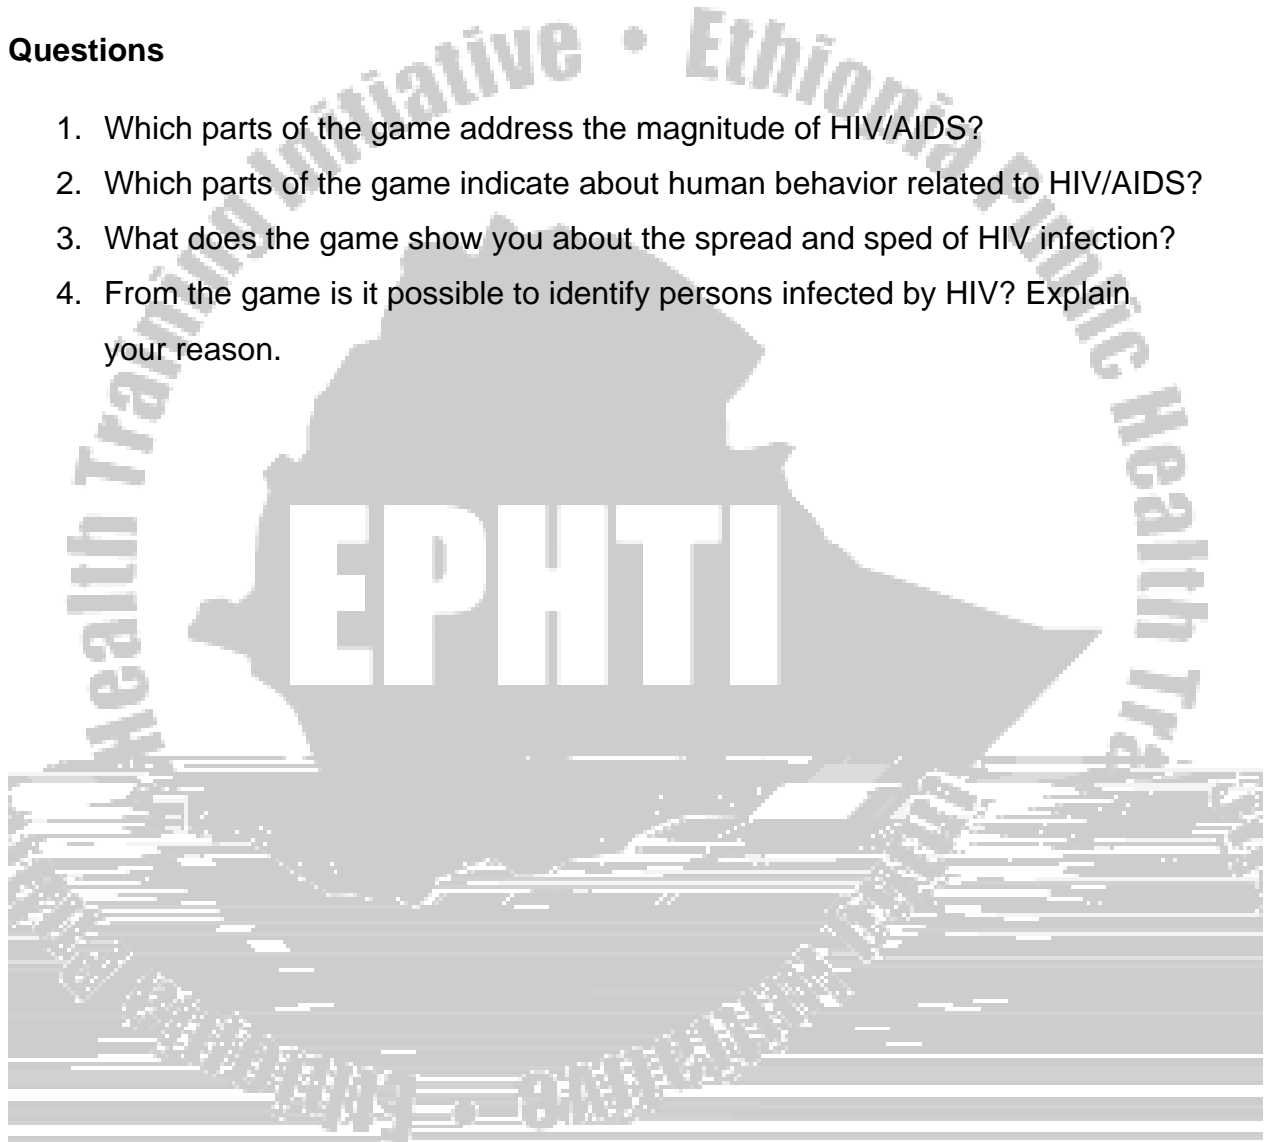 Questions
1. Which parts of the game address the magnitude of HIV/AIDS?
2. Which parts of the game indicate about human behavior related to HIV/AIDS?
3. What does the game show you about the spread and sped of HIV infection?
4. From the game is it possible to identify persons infected by HIV? Explain
your reason.
EPHTI